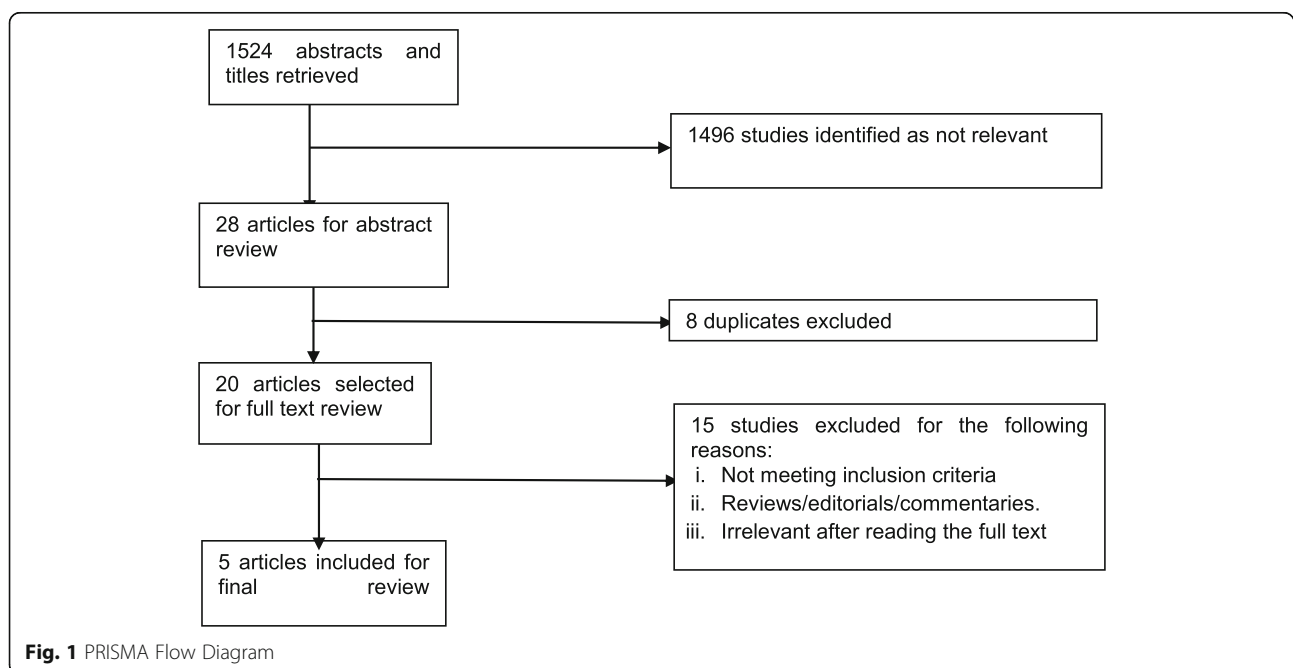 1524 abstracts and
titles retrieved
1496 studies identified as not relevant
28 articles for abstract
review
8 duplicates excluded
20 articles selected
for full text review
15 studies excluded for the following
reasons:
i. Not meeting inclusion criteria
ii. Reviews/editorials/commentaries.
iii. Irrelevant after reading the full text
5 articles included for
final review
Fig. 1 PRISMA Flow Diagram